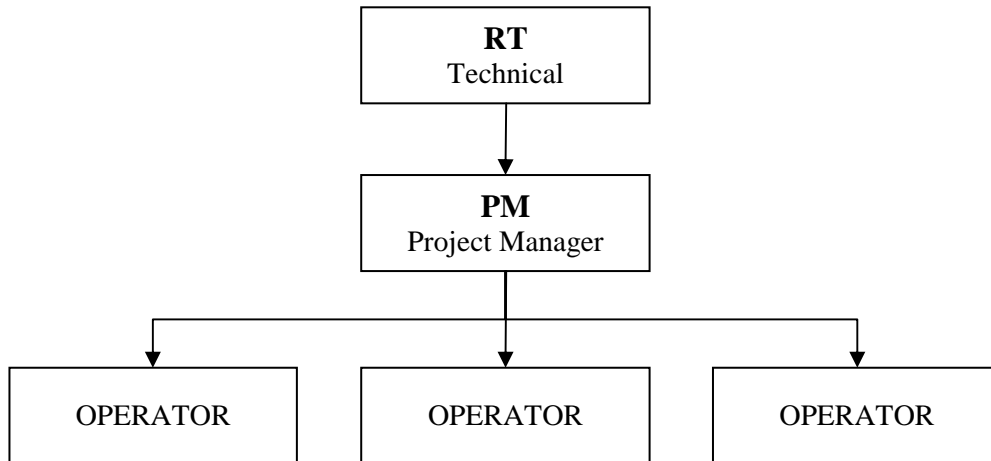 RT
Technical
PM
Project Manager
OPERATOR
OPERATOR
OPERATOR